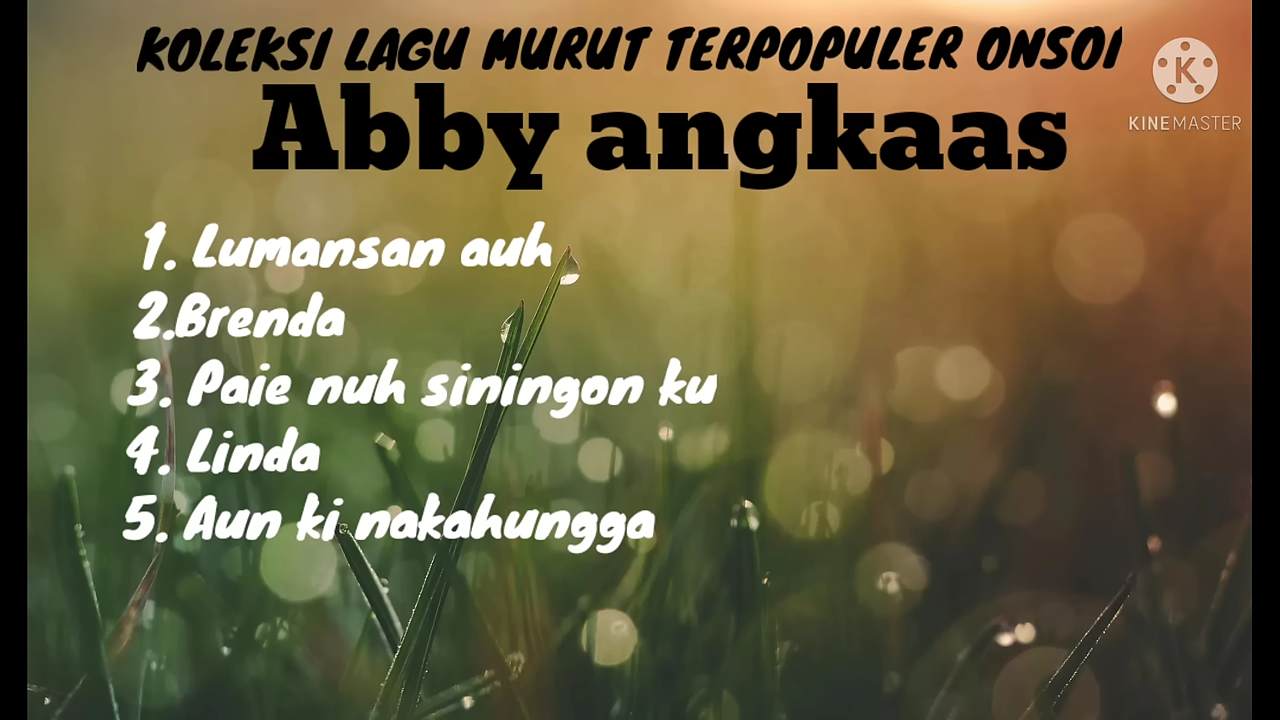 KOLEKSI LAGU MURUT TERPOPULER ONSOI
Abby angkaas
K
KINEMASTER
1. Lumansan auh
2.Brenda
3. Paie nuh siningon ku
4. Linda
5. Aun ki nakahungga